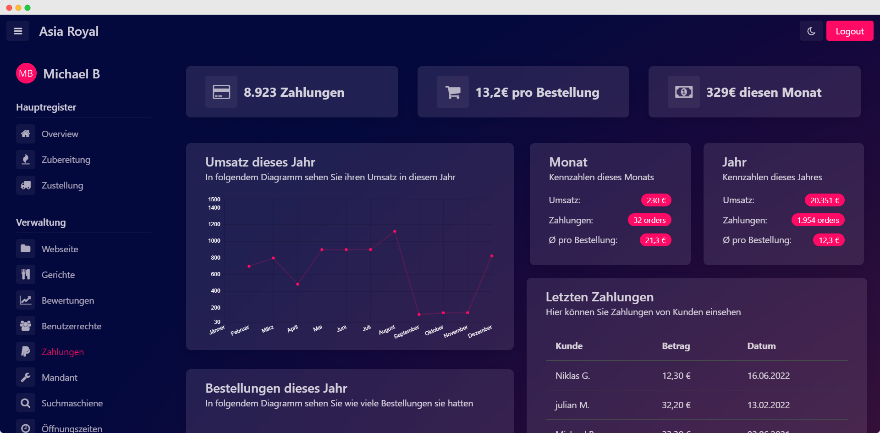 Asia Royal
Logout
MB
Michael B
Hauptregister
Overview
Zubereitung
Zustellung
Verwaltung
Webseite
Gerichte
Bewertungen
Benutzerrechte
Zahlungen
Mandant
Suchmaschiene
Öffnungszeiten
8.923 Zahlungen
13,2€ pro Bestellung
329€ diesen Monat
Umsatz dieses Jahr
In folgendem Diagramm sehen Sie ihren Umsatz in diesem Jahr
1500
1400
1200
1000
800
600
400
200
30
Jänner
Februar
März
April
Mai
Juni
Juli
August
September
Oktober
November
Dezember
Bestellungen dieses Jahr
In folgendem Diagramm sehen Sie wie viele Bestellungen sie hatten
Monat
Kennzahlen dieses Monats
Umsatz: 230 €
Zahlungen: 32 orders
Ø pro Bestellung: 21,3 €
Jahr
Kennzahlen dieses Jahres
Umsatz: 20.351 €
Zahlungen: 1.954 orders
Ø pro Bestellung: 12,3 €
Letzten Zahlungen
Hier können Sie Zahlungen von Kunden einsehen
Kunde Betrag Datum
Niklas G. 12,30 € 16.06.2022
julian M. 32,20 € 13.02.2022